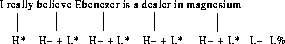 I really believe Ebenezer is a dealer in magnesium
H* H- + L* H- + L* H- + L* H- + L* L- L%